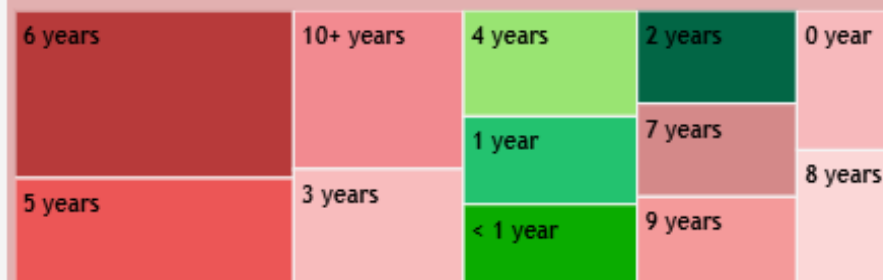 6 years
5 years
10+ years
3 years
4 years
1 year
< 1 year
2 years
7 years
9 years
0 year
8 years